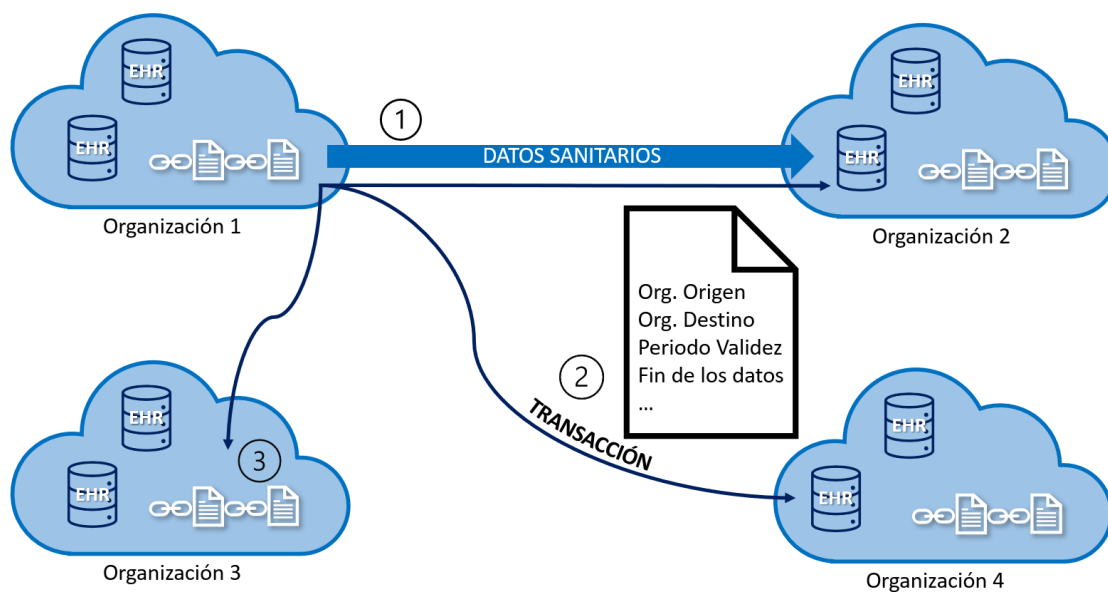 EHR
EHR
Organización 1
1
DATOS SANITARIOS
EHR
EHR
Organización 2
Org. Origen
Org. Destino
Periodo Validez
Fin de los datos
...
2
TRANSACCIÓN
EHR
EHR
3
Organización 3
EHR
EHR
Organización 4